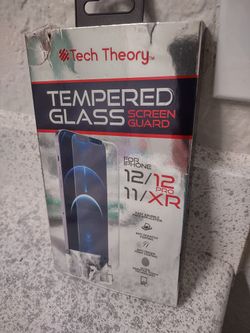 Tech Theory
TEMPERED
GLASS
SCREEN
GUARD
FOR
IPHONE
12/12
PRO
11/XR